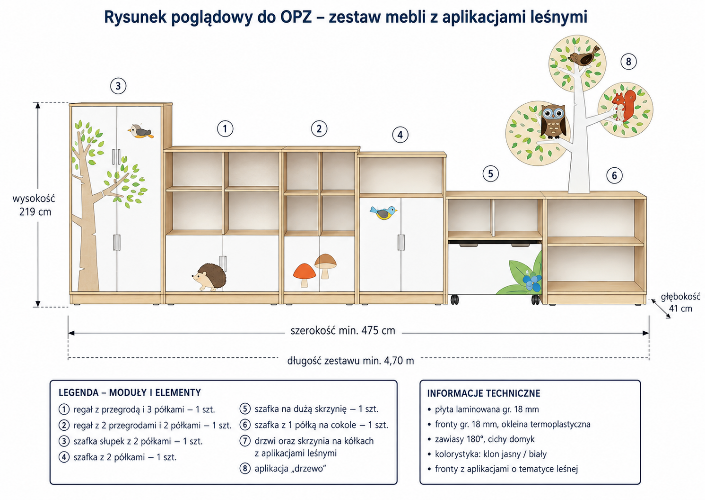 Rysunek poglądowy do OPZ – zestaw mebli z aplikacjami leśnymi
3
1
2
4
5
6
8
wysokość
219 cm
głębokość
41 cm
szerokość min. 475 cm
długość zestawu min. 4,70 m
LEGENDA – MODUŁY I ELEMENTY
1 regał z przegrodą i 3 półkami – 1 szt.
2 regał z 2 przegrodami i 2 półkami – 1 szt.
3 szafka słupek z 2 półkami – 1 szt.
4 szafka z 2 półkami – 1 szt.
5 szafka na dużą skrzynię – 1 szt.
6 szafka z 1 półką na cokole – 1 szt.
7 drzwi oraz skrzynia na kółkach
z aplikacjami leśnymi
8 aplikacja „drzewo”
INFORMACJE TECHNICZNE
• płyta laminowana gr. 18 mm
• fronty gr. 18 mm, okleina termoplastyczna
• zawiasy 180°, cichy domyk
• kolorystyka: klon jasny / biały
• fronty z aplikacjami o tematyce leśnej